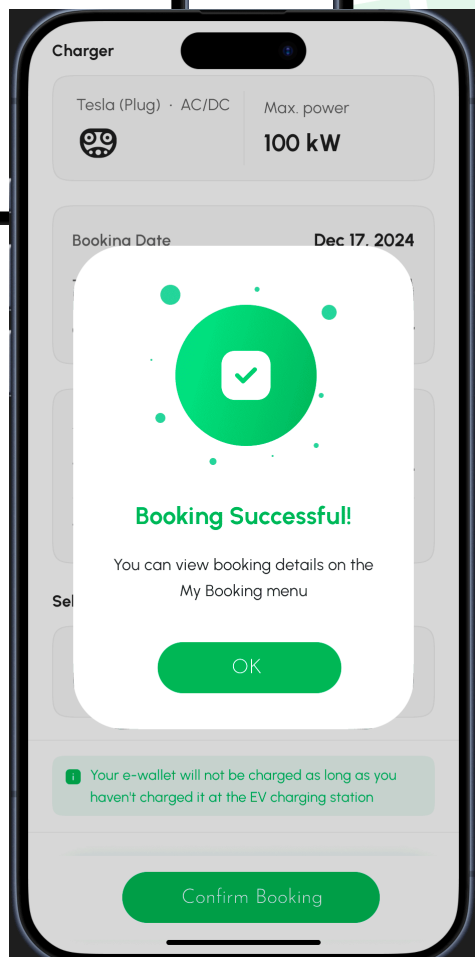 Charger
Tesla (Plug) · AC/DC
Max. power
100 kW
Booking Date
Dec 17, 2024
Booking Successful!
You can view booking details on the
My Booking menu
OK
Your e-wallet will not be charged as long as you
haven't charged it at the EV charging station
Confirm Booking